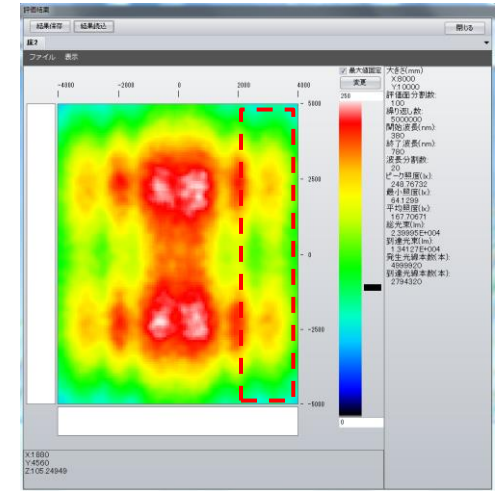 評価結果
結果保存 結果読込 閉じる
照さ
ファイル 表示
-4000 -2000 0 2000 4000
5000
2500
0
-2500
-5000
最大値固定
変更
250
0
大きさ(mm)
X:8000
Y:10000
評価面分割数:
100
繰り返し数:
5000000
開始波長(nm):
380
終了波長(nm):
780
波長分割数:
20
ピーク照度(lx):
248.76732
最小照度(lx):
64.1299
平均照度(lx):
167.70671
総光束(lm):
2.39995E+004
到達光束(lm):
1.34127E+004
発生光線本数(本):
4999920
到達光線本数(本):
2794320
X:1880
Y:4560
Z:105.24949